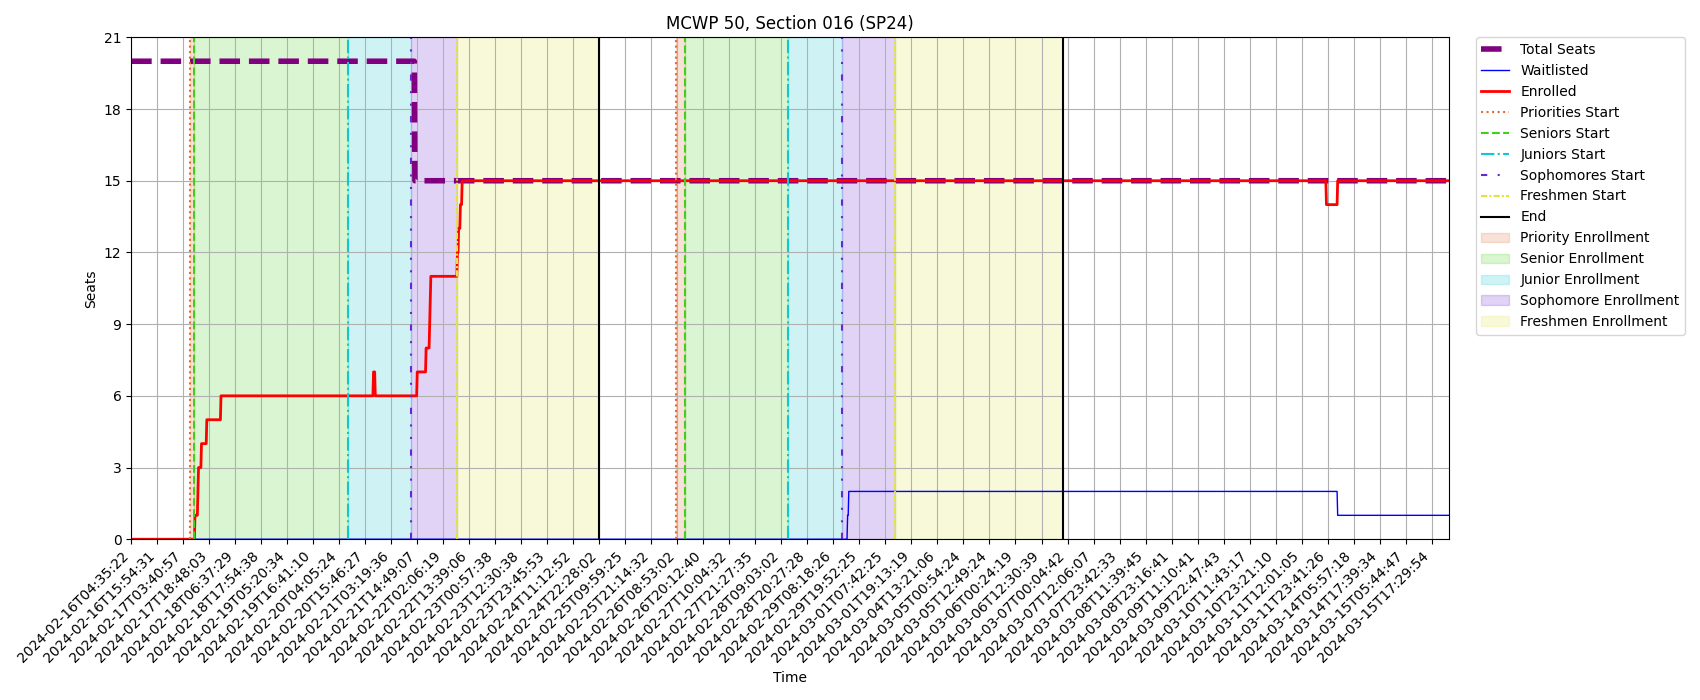 MCWP 50, Section 016 (SP24)
Seats
21
18
15
12
9
6
3
0
2024-02-16T04:35:22
2024-02-16T15:54:31
2024-02-17T03:40:57
2024-02-17T18:48:03
2024-02-18T06:37:29
2024-02-18T17:54:38
2024-02-19T05:20:34
2024-02-19T16:41:10
2024-02-20T04:05:24
2024-02-20T15:46:27
2024-02-21T03:19:36
2024-02-21T14:49:07
2024-02-22T02:06:19
2024-02-22T13:39:06
2024-02-23T00:57:38
2024-02-23T12:30:38
2024-02-23T23:45:53
2024-02-24T11:12:52
2024-02-24T22:28:02
2024-02-25T09:59:25
2024-02-25T21:14:32
2024-02-26T08:53:02
2024-02-26T20:12:40
2024-02-27T10:04:32
2024-02-27T21:27:35
2024-02-28T09:03:02
2024-02-28T20:27:28
2024-02-29T08:18:26
2024-02-29T19:52:25
2024-03-01T07:42:25
2024-03-01T19:13:19
2024-03-04T13:21:06
2024-03-05T00:54:24
2024-03-05T12:49:24
2024-03-06T00:24:19
2024-03-06T12:30:39
2024-03-07T00:04:42
2024-03-07T12:06:07
2024-03-07T23:42:33
2024-03-08T11:39:45
2024-03-08T23:16:41
2024-03-09T11:10:41
2024-03-09T22:47:43
2024-03-10T11:43:17
2024-03-10T23:21:10
2024-03-11T12:01:05
2024-03-11T23:41:26
2024-03-14T05:57:18
2024-03-14T17:39:34
2024-03-15T05:44:47
2024-03-15T17:29:54
Time
Total Seats
Waitlisted
Enrolled
Priorities Start
Seniors Start
Juniors Start
Sophomores Start
Freshmen Start
End
Priority Enrollment
Senior Enrollment
Junior Enrollment
Sophomore Enrollment
Freshmen Enrollment